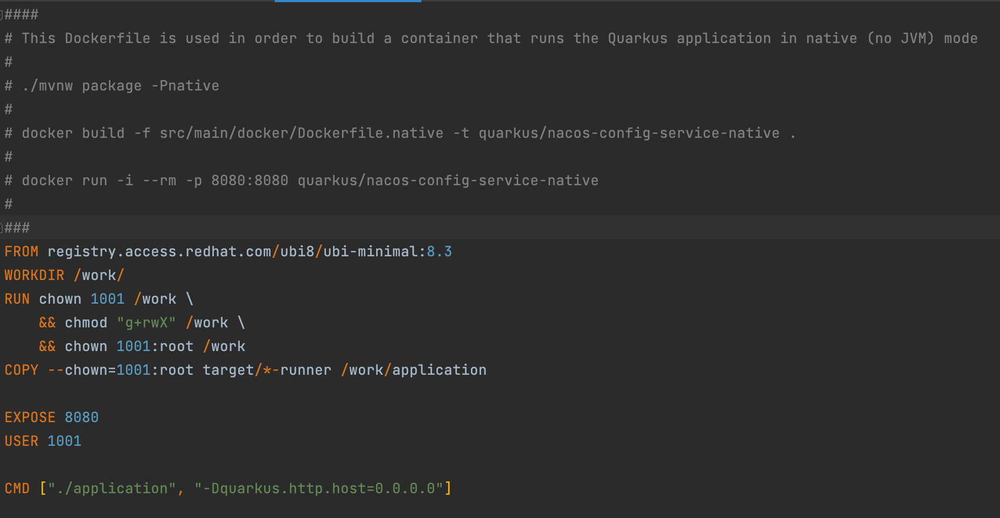 ####
# This Dockerfile is used in order to build a container that runs the Quarkus application in native (no JVM) mode
#
# ./mvnw package -Pnative
#
# docker build -f src/main/docker/Dockerfile.native -t quarkus/nacos-config-service-native .
#
# docker run -i --rm -p 8080:8080 quarkus/nacos-config-service-native
#
###
FROM registry.access.redhat.com/ubi8/ubi-minimal:8.3
WORKDIR /work/
RUN chown 1001 /work \
    && chmod "g+rwX" /work \
    && chown 1001:root /work
COPY --chown=1001:root target/*-runner /work/application

EXPOSE 8080
USER 1001

CMD ["./application", "-Dquarkus.http.host=0.0.0.0"]